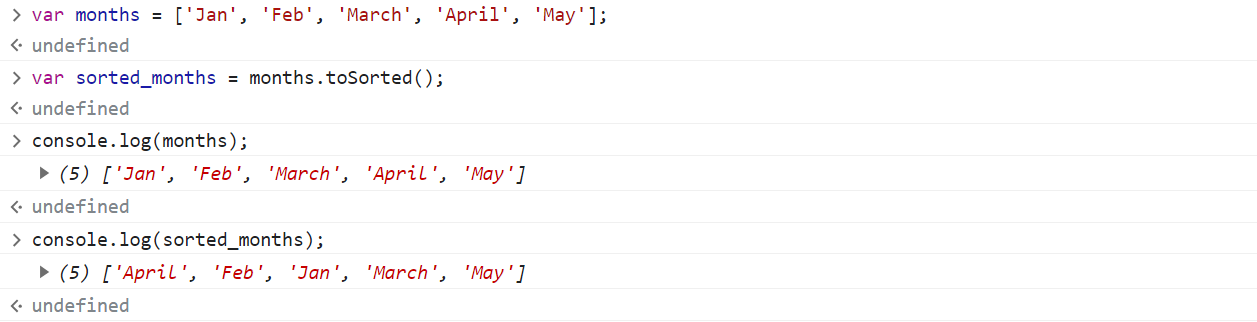 > var months = ['Jan', 'Feb', 'March', 'April', 'May'];
undefined
> var sorted_months = months.toSorted();
undefined
> console.log(months);
(5) ['Jan', 'Feb', 'March', 'April', 'May']
undefined
> console.log(sorted_months);
(5) ['April', 'Feb', 'Jan', 'March', 'May']
undefined